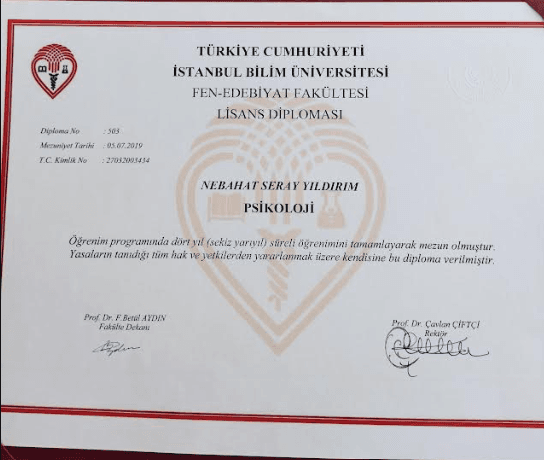 TÜRKİYE CUMHURİYETİ
İSTANBUL BİLİM ÜNİVERSİTESİ
FEN-EDEBİYAT FAKÜLTESİ
LİSANS DİPLOMASI
Diploma No : 503
Mezuniyet Tarihi : 05.07.2019
T.C. Kimlik No : 27032003434
NEBAHAT SERAY YILDIRIM
PSİKOLOJİ
Öğrenim programında dört yıl (sekiz yarıyıl) süreli öğrenimini tamamlayarak mezun olmuştur.
Yasaların tanıdığı tüm hak ve yetkilerden yararlanmak üzere kendisine bu diploma verilmiştir.
Prof. Dr. F. Betül AYDIN
Fakülte Dekanı
Prof. Dr. Çavlan ÇİFTÇİ
Rektör